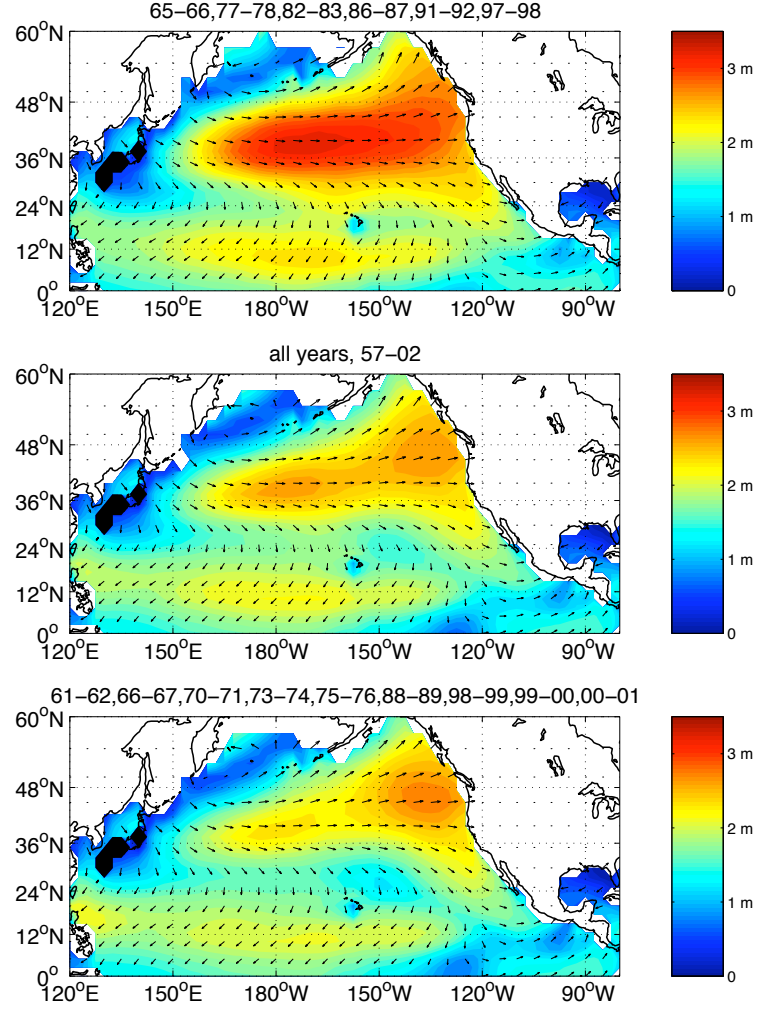 65−66,77−78,82−83,86−87,91−92,97−98
60°N
48°N
36°N
24°N
12°N
0°
120°E 150°E 180°W 150°W 120°W 90°W
3 m
2 m
1 m
0
all years, 57−02
60°N
48°N
36°N
24°N
12°N
0°
120°E 150°E 180°W 150°W 120°W 90°W
3 m
2 m
1 m
0
61−62,66−67,70−71,73−74,75−76,88−89,98−99,99−00,00−01
60°N
48°N
36°N
24°N
12°N
0°
120°E 150°E 180°W 150°W 120°W 90°W
3 m
2 m
1 m
0